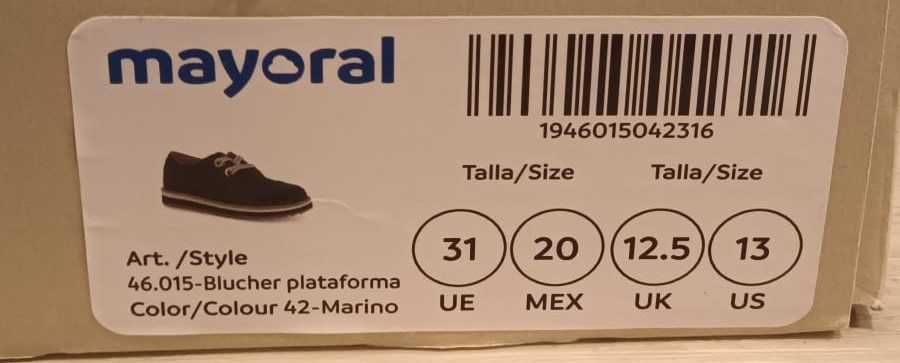 mayoral
1946015042316
Talla/Size Talla/Size
31 20 12.5 13
UE MEX UK US
Art. /Style
46.015-Blucher plataforma
Color/Colour 42-Marino